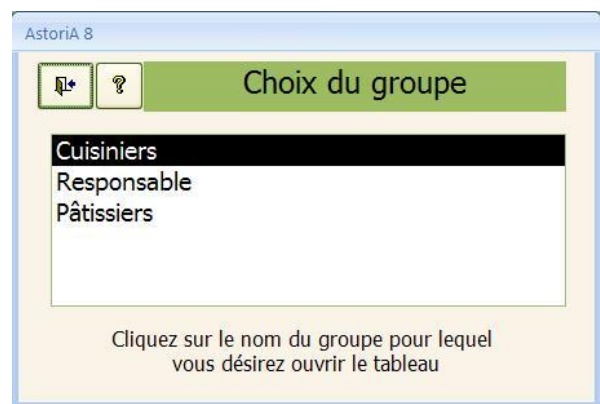 AstoriA 8
?
Choix du groupe
Cuisiniers
Responsable
Pâtissiers
Cliquez sur le nom du groupe pour lequel
vous désirez ouvrir le tableau